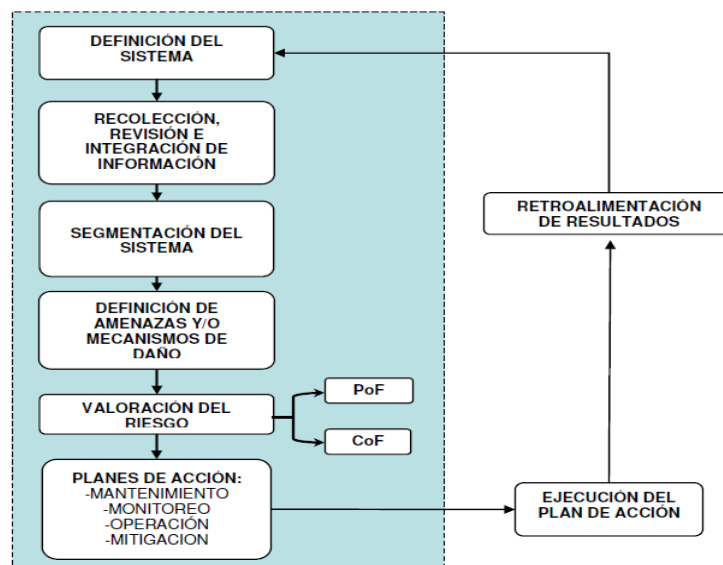 DEFINICIÓN DEL
SISTEMA
RECOLECCIÓN,
REVISIÓN E
INTEGRACIÓN DE
INFORMACIÓN
SEGMENTACIÓN DEL
SISTEMA
DEFINICIÓN DE
AMENAZAS Y/O
MECANISMOS DE
DAÑO
VALORACIÓN DEL
RIESGO
PoF
CoF
PLANES DE ACCIÓN:
-MANTENIMIENTO
-MONITOREO
-OPERACIÓN
-MITIGACION
EJECUCIÓN DEL
PLAN DE ACCIÓN
RETROALIMENTACIÓN
DE RESULTADOS